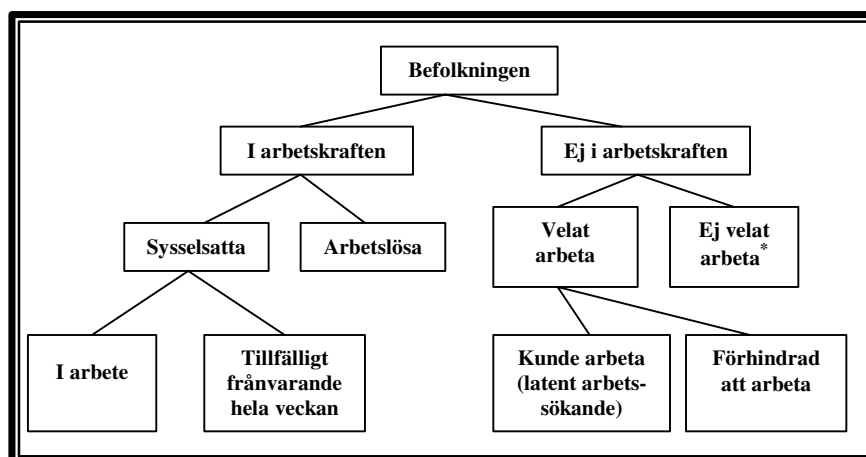 Befolkningen
I arbetskraften
Ej i arbetskraften
Sysselsatta
Arbetslösa
Velat
arbeta
Ej velat
arbeta*
I arbete
Tillfälligt
frånvarande
hela veckan
Kunde arbeta
(latent arbets-
sökande)
Förhindrad
att arbeta